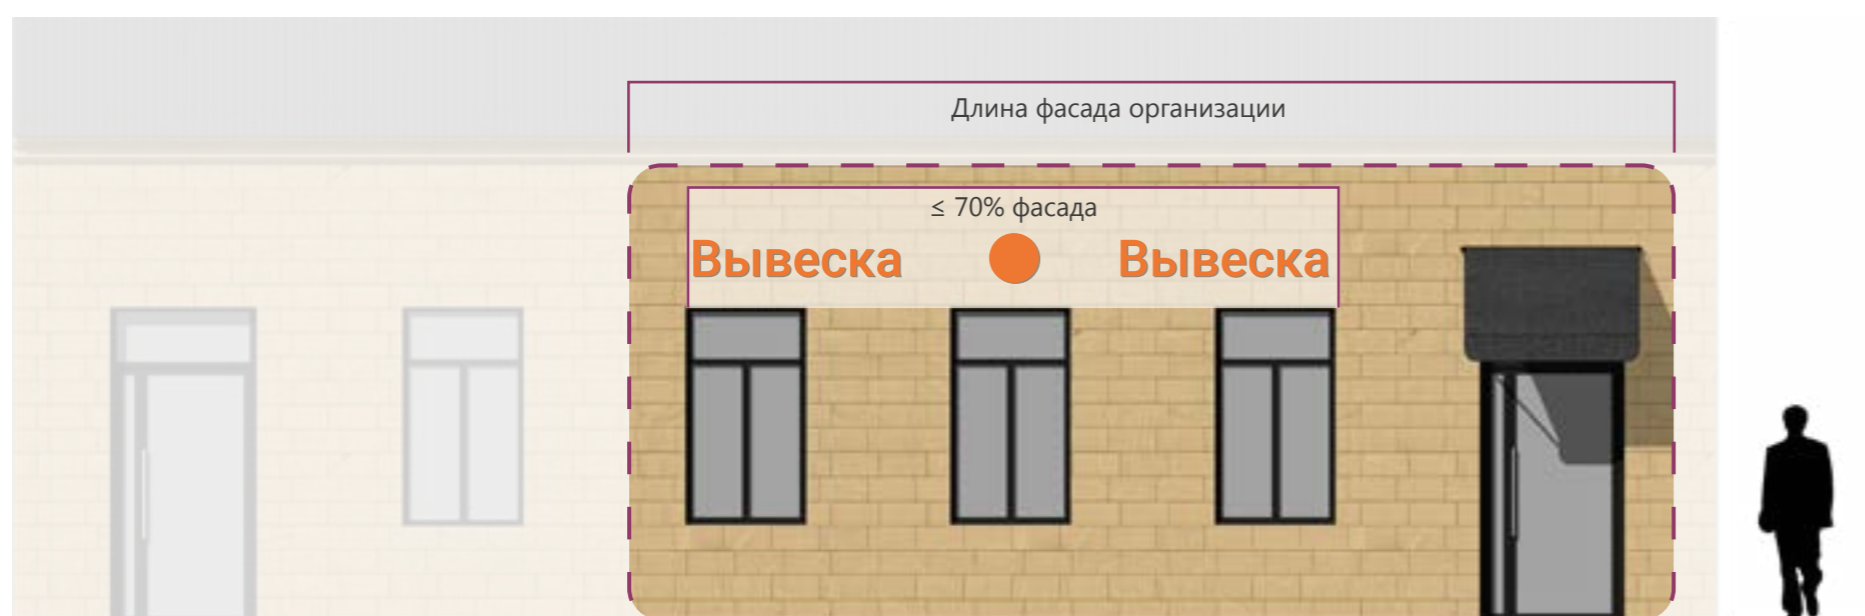 Длина фасада организации
≤ 70% фасада
Вывеска Вывеска